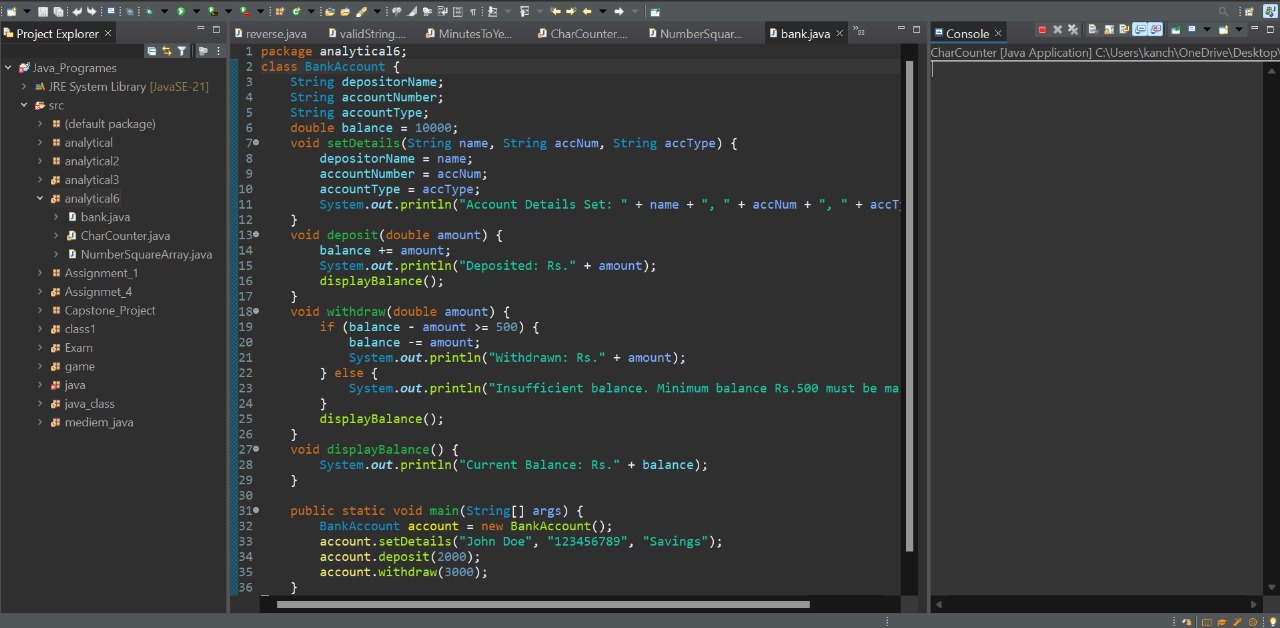 Project Explorer
Java_Programes
JRE System Library [JavaSE-21]
src
(default package)
analytical
analytical2
analytical3
analytical6
bank.java
CharCounter.java
NumberSquareArray.java
Assignment_1
Assignmet_4
Capstone_Project
class1
Exam
game
java
java_class
mediem_java
reverse.java
validString....
MinutesToYe...
CharCounter....
NumberSquar...
bank.java
33
1 package analytical6;
2 class BankAccount {
3 String depositorName;
4 String accountNumber;
5 String accountType;
6 double balance = 10000;
7 void setDetails(String name, String accNum, String accType) {
8 depositorName = name;
9 accountNumber = accNum;
10 accountType = accType;
11 System.out.println("Account Details Set: " + name + ", " + accNum + ", " + accTy
12 }
13 void deposit(double amount) {
14 balance += amount;
15 System.out.println("Deposited: Rs." + amount);
16 displayBalance();
17 }
18 void withdraw(double amount) {
19 if (balance - amount >= 500) {
20 balance -= amount;
21 System.out.println("Withdrawn: Rs." + amount);
22 } else {
23 System.out.println("Insufficient balance. Minimum balance Rs.500 must be ma
24 }
25 displayBalance();
26 }
27 void displayBalance() {
28 System.out.println("Current Balance: Rs." + balance);
29 }
30
31 public static void main(String[] args) {
32 BankAccount account = new BankAccount();
33 account.setDetails("John Doe", "123456789", "Savings");
34 account.deposit(2000);
35 account.withdraw(3000);
36 }
Console
CharCounter [Java Application] C:\Users\kanch\OneDrive\Desktop\